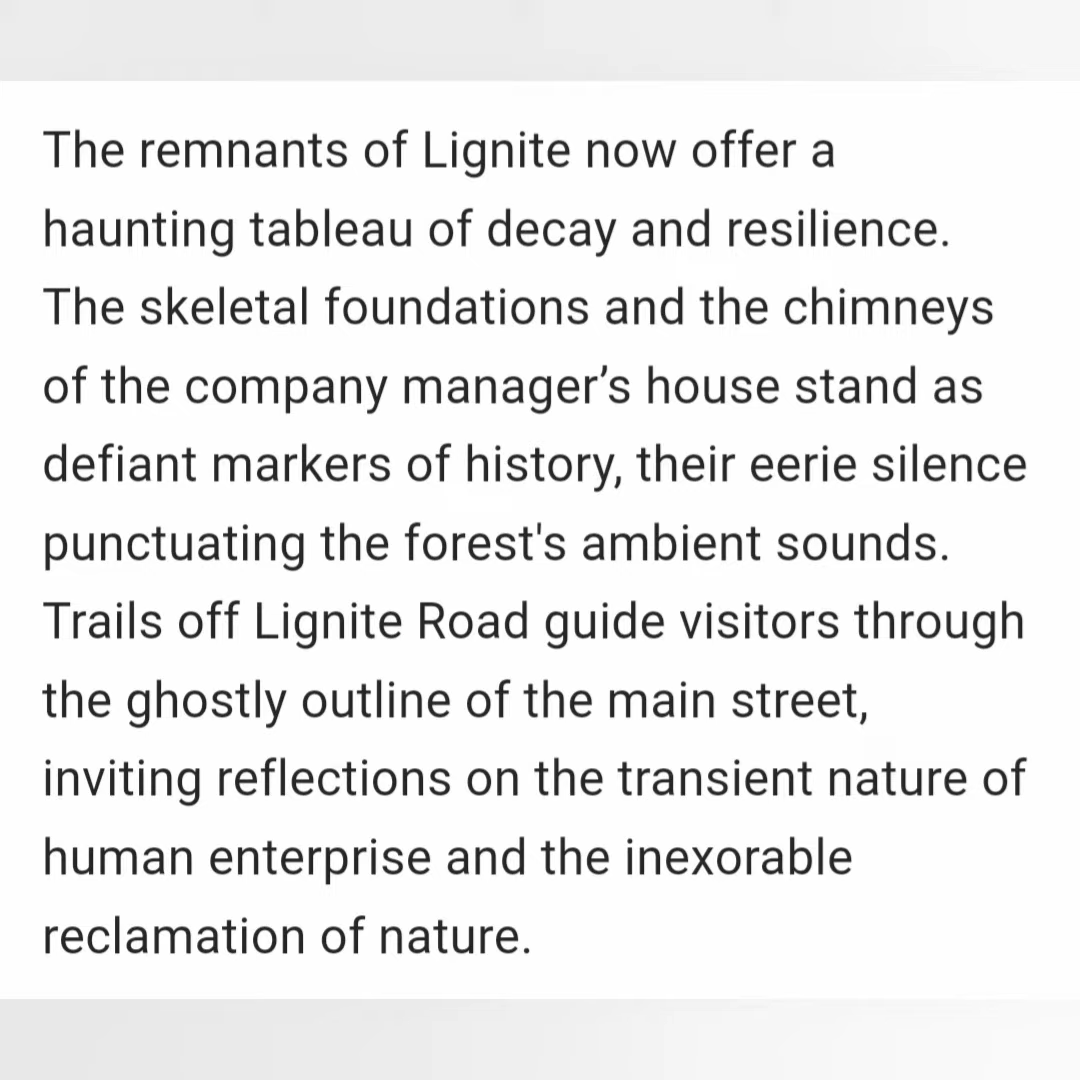 The remnants of Lignite now offer a
haunting tableau of decay and resilience.
The skeletal foundations and the chimneys
of the company manager’s house stand as
defiant markers of history, their eerie silence
punctuating the forest's ambient sounds.
Trails off Lignite Road guide visitors through
the ghostly outline of the main street,
inviting reflections on the transient nature of
human enterprise and the inexorable
reclamation of nature.